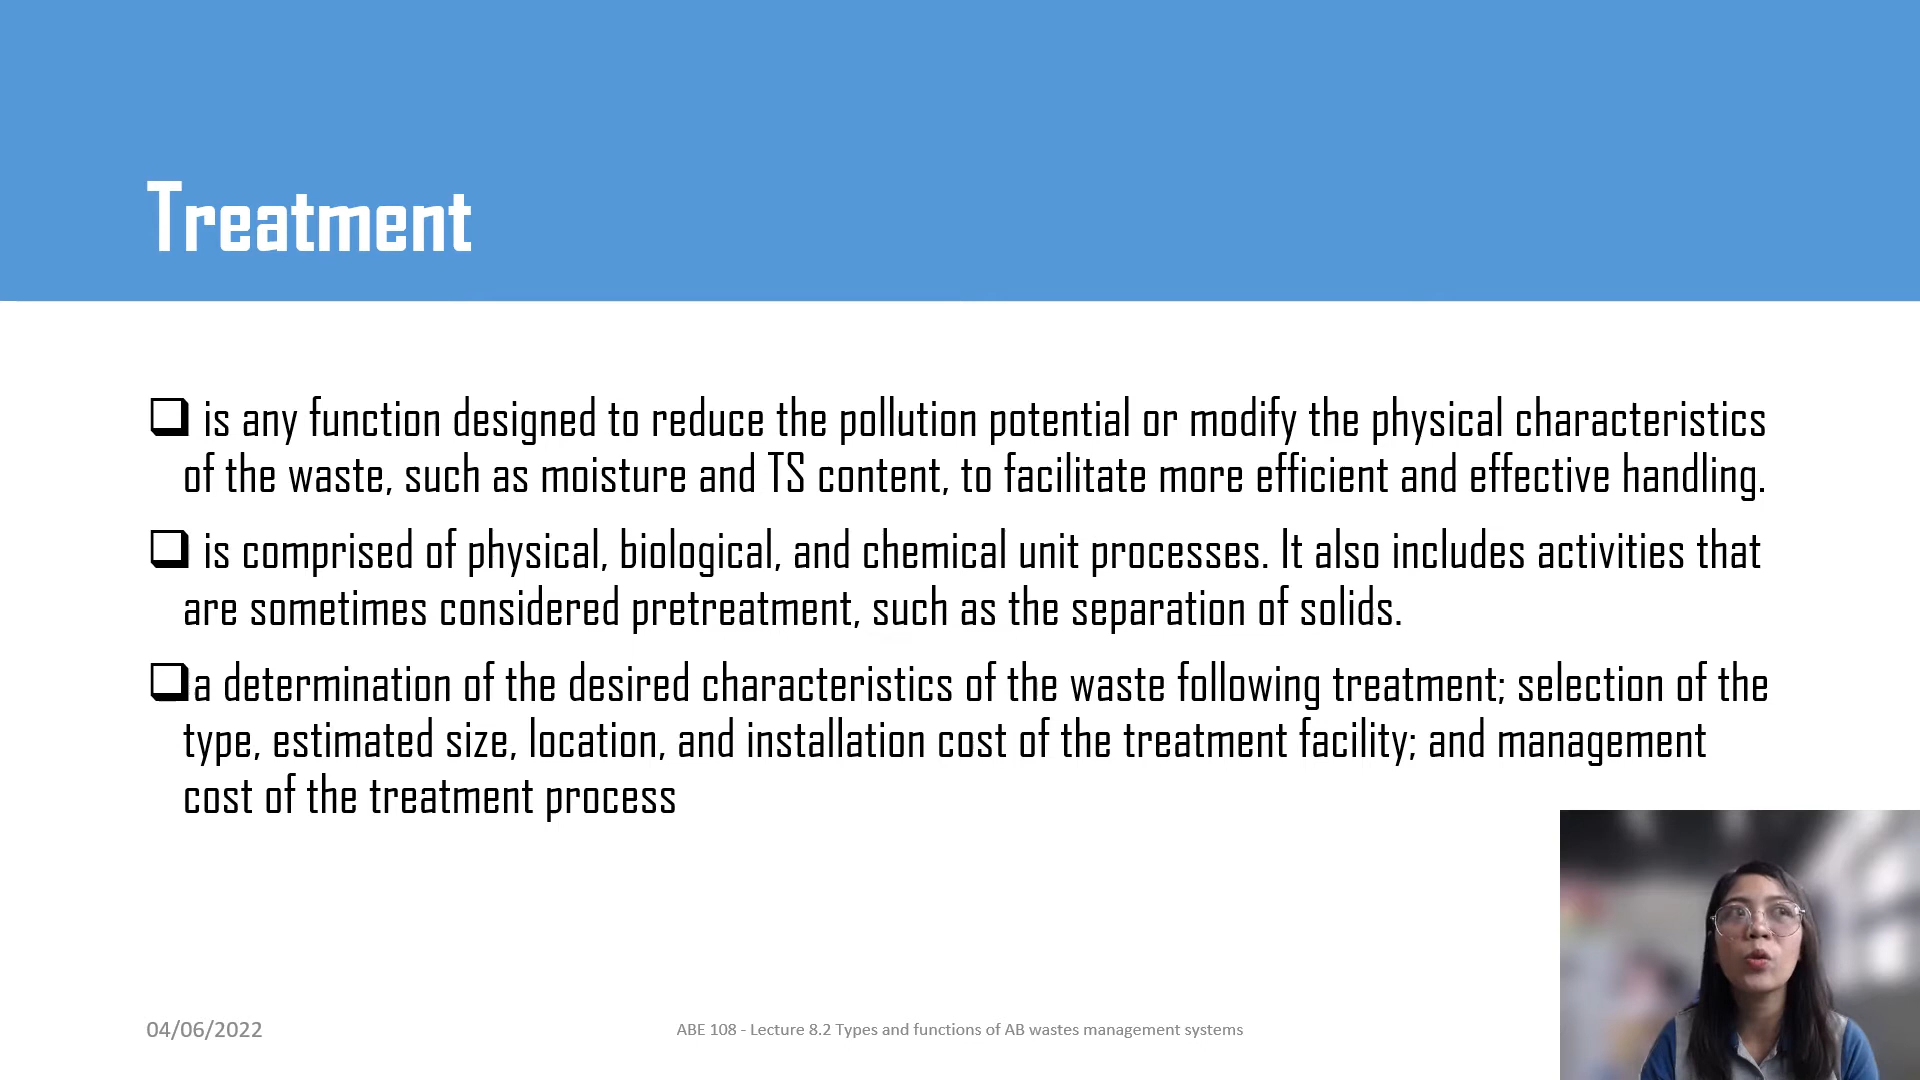 Treatment
❑ is any function designed to reduce the pollution potential or modify the physical characteristics
of the waste, such as moisture and TS content, to facilitate more efficient and effective handling.
❑ is comprised of physical, biological, and chemical unit processes. It also includes activities that
are sometimes considered pretreatment, such as the separation of solids.
❑a determination of the desired characteristics of the waste following treatment; selection of the
type, estimated size, location, and installation cost of the treatment facility; and management
cost of the treatment process
04/06/2022
ABE 108 - Lecture 8.2 Types and functions of AB wastes management systems